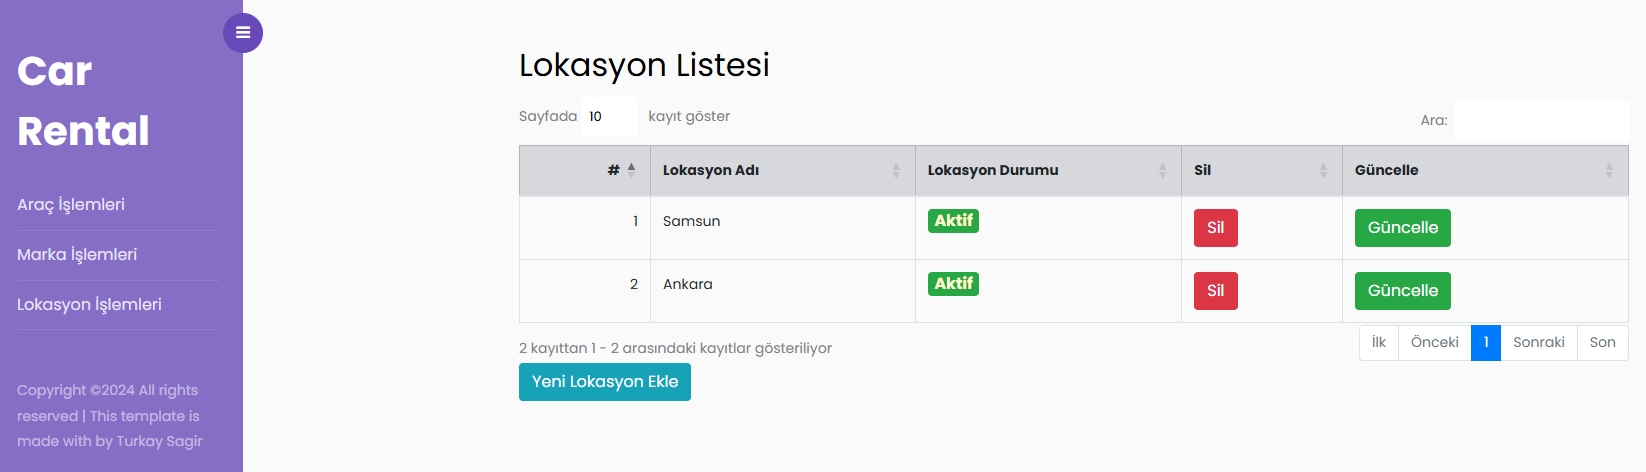 Car
Rental
Araç İşlemleri
Marka İşlemleri
Lokasyon İşlemleri
Copyright ©2024 All rights
reserved | This template is
made with by Turkay Sagir
Lokasyon Listesi
Sayfada 10 kayıt göster
Ara:
# Lokasyon Adı Lokasyon Durumu Sil Güncelle
1 Samsun Aktif Sil Güncelle
2 Ankara Aktif Sil Güncelle
2 kayıttan 1 - 2 arasındaki kayıtlar gösteriliyor
İlk Önceki 1 Sonraki Son
Yeni Lokasyon Ekle